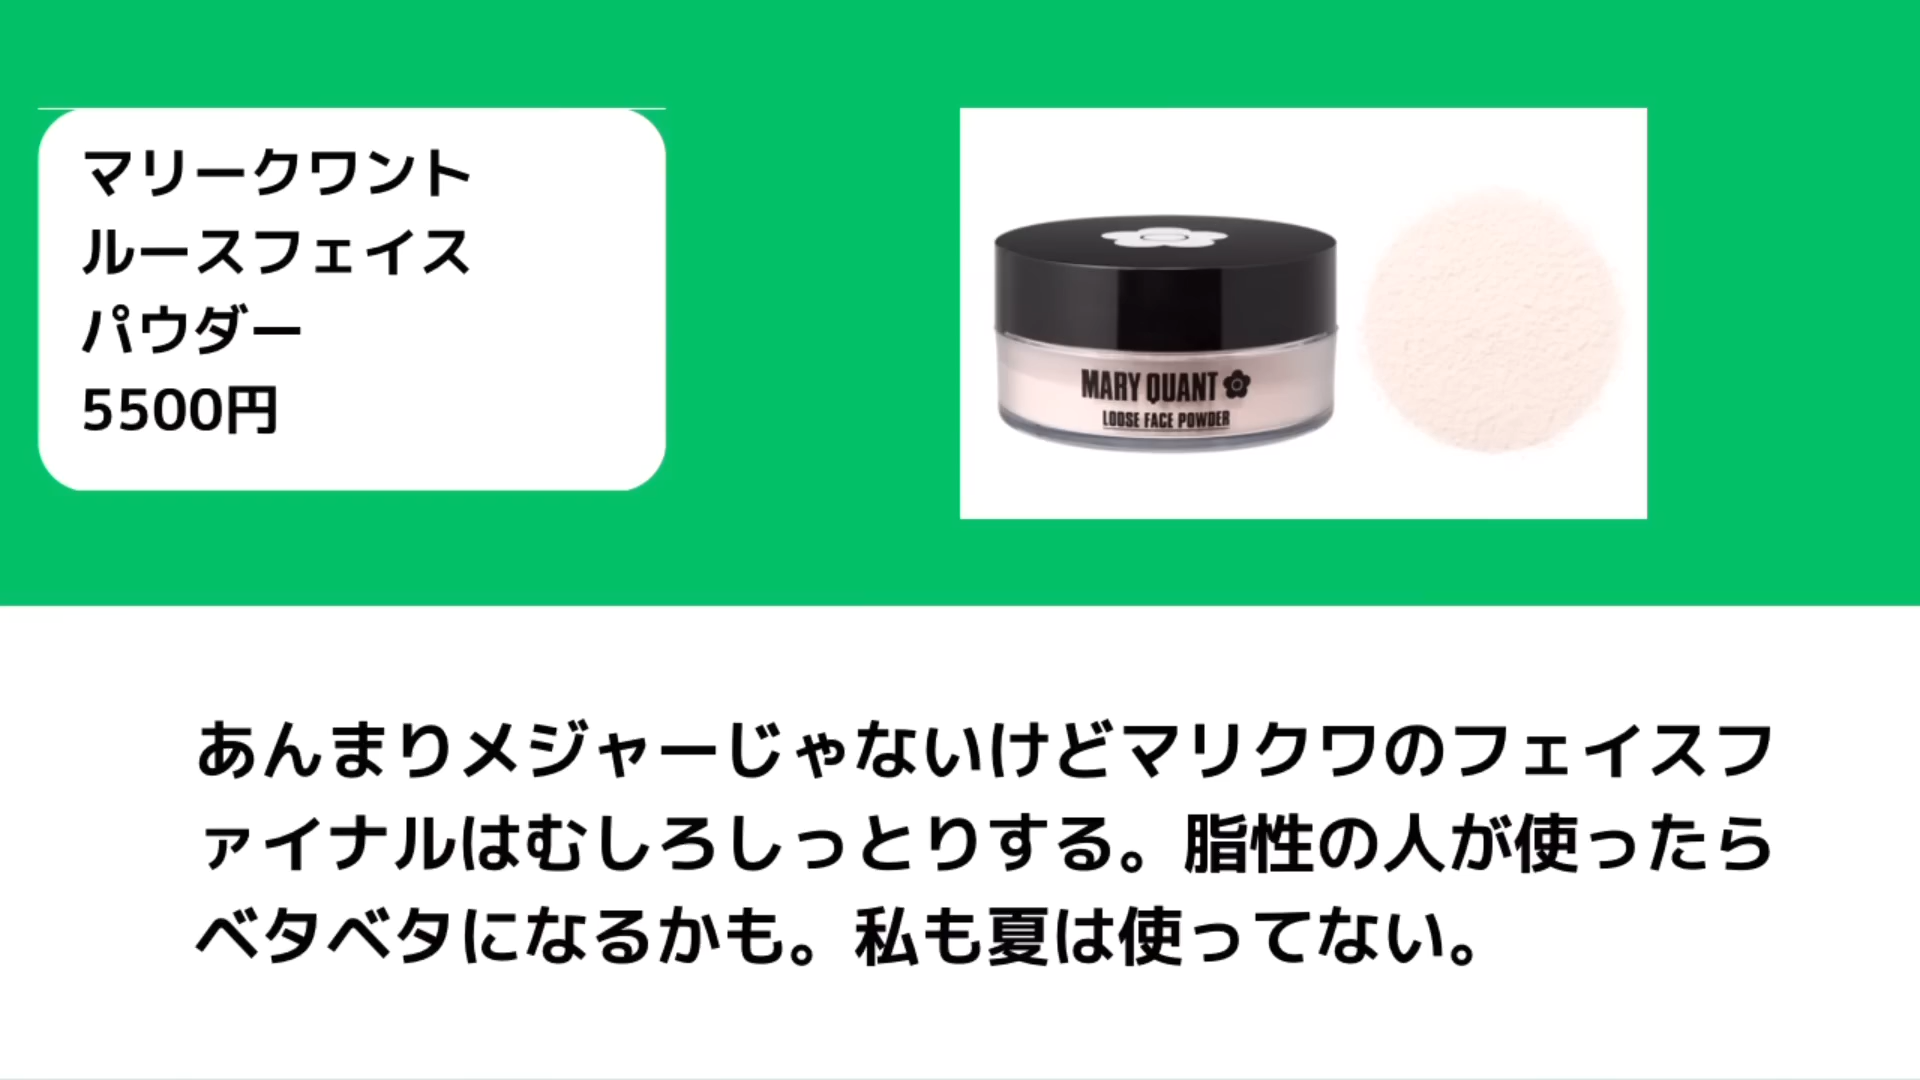 マリークワント
ルースフェイス
パウダー
5500円
MARY QUANT
LOOSE FACE POWDER
あんまりメジャーじゃないけどマリクワのフェイスフ
ァイナルはむしろしっとりする。脂性の人が使ったら
ベタベタになるかも。私も夏は使ってない。